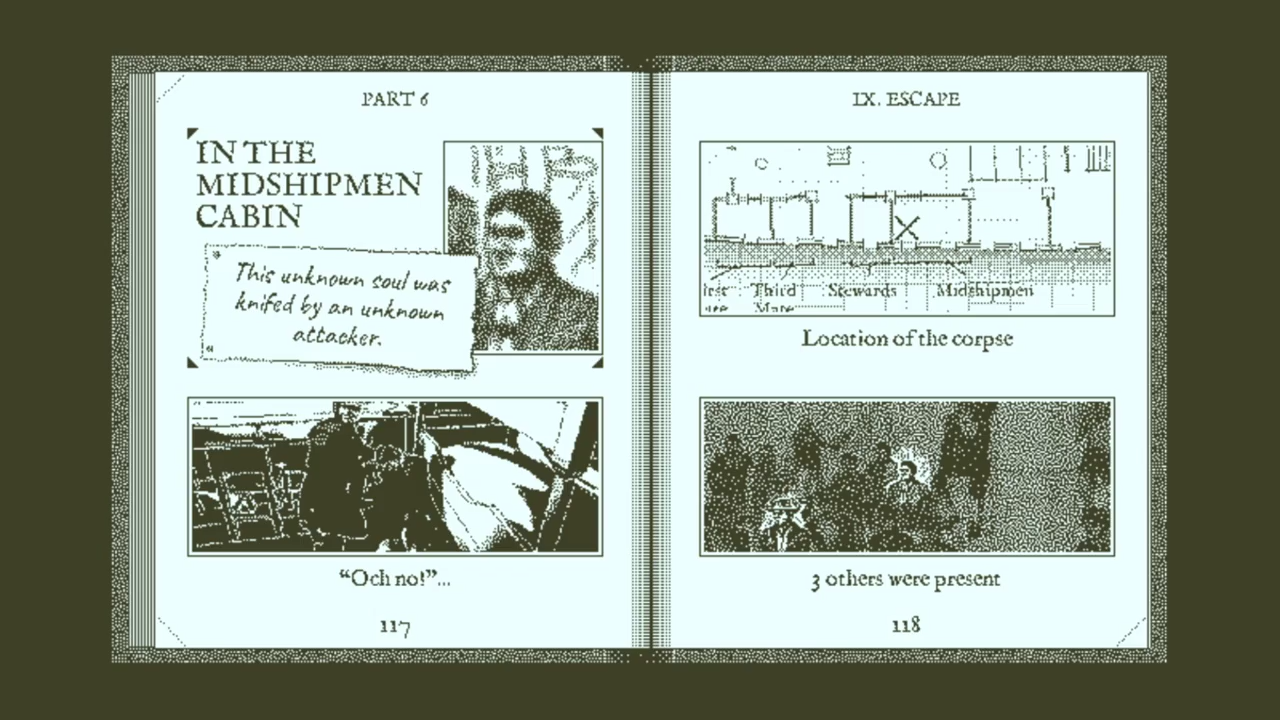 PART 6
IN THE
MIDSHIPMEN
CABIN
This unknown soul was
knifed by an unknown
attacker.
"Och no!"...
117
IX. ESCAPE
Third Stewards Midshipmen
Mate
Location of the corpse
3 others were present
118